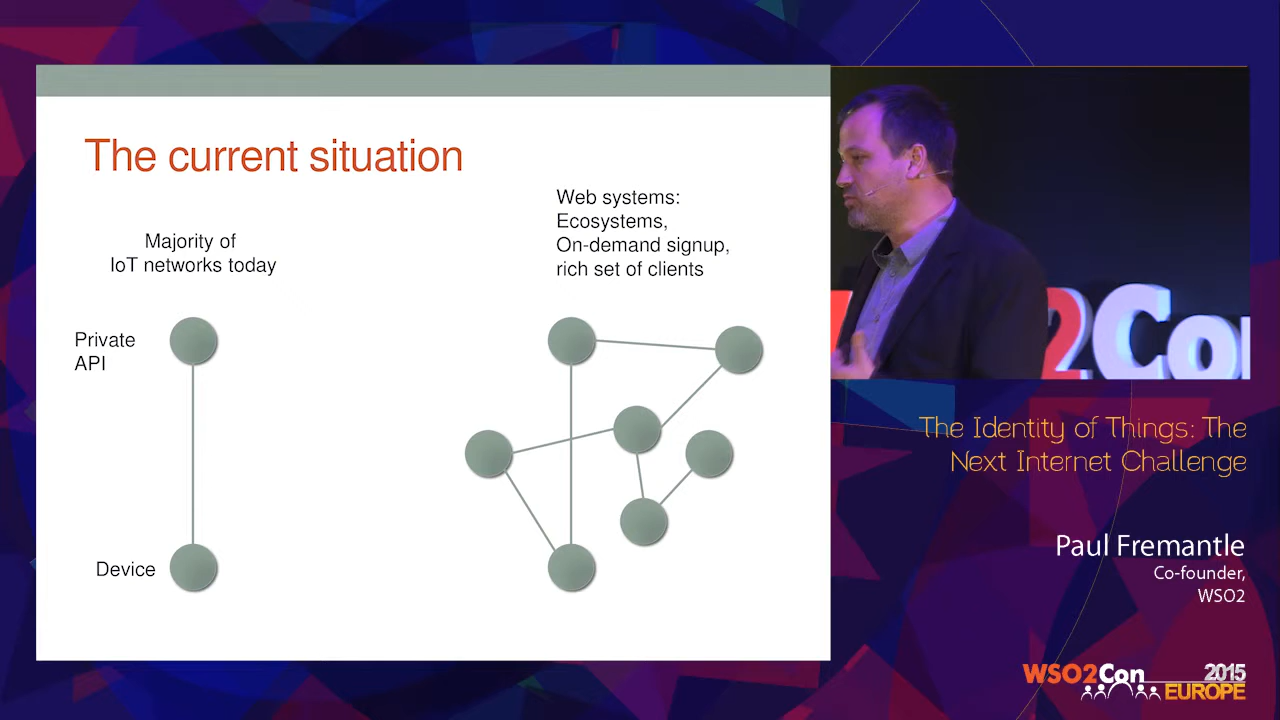 The current situation
Majority of
IoT networks today
Web systems:
Ecosystems,
On-demand signup,
rich set of clients
Private
API
Device
2Con
The Identity of Things: The
Next Internet Challenge
Paul Fremantle
Co-founder,
WSO2
WSO2Con 2015
EUROPE